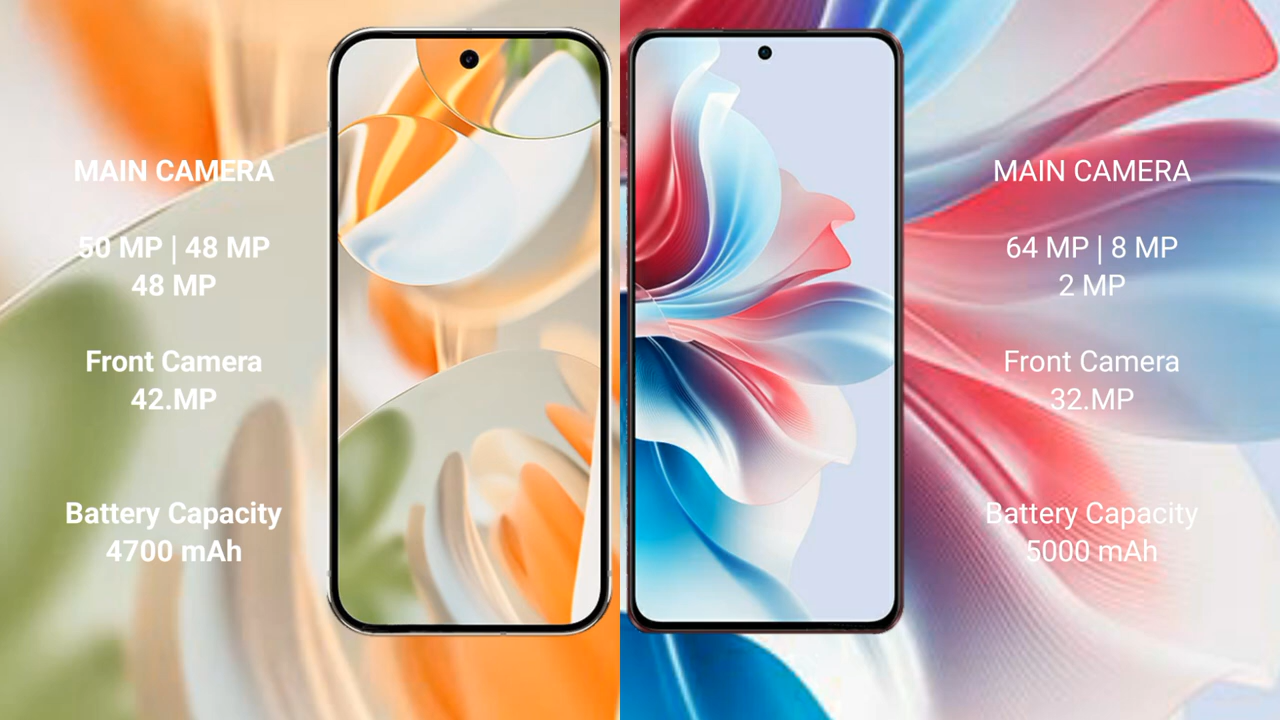 MAIN CAMERA
50 MP | 48 MP
48 MP
Front Camera
42.MP
Battery Capacity
4700 mAh
MAIN CAMERA
64 MP | 8 MP
2 MP
Front Camera
32.MP
Battery Capacity
5000 mAh